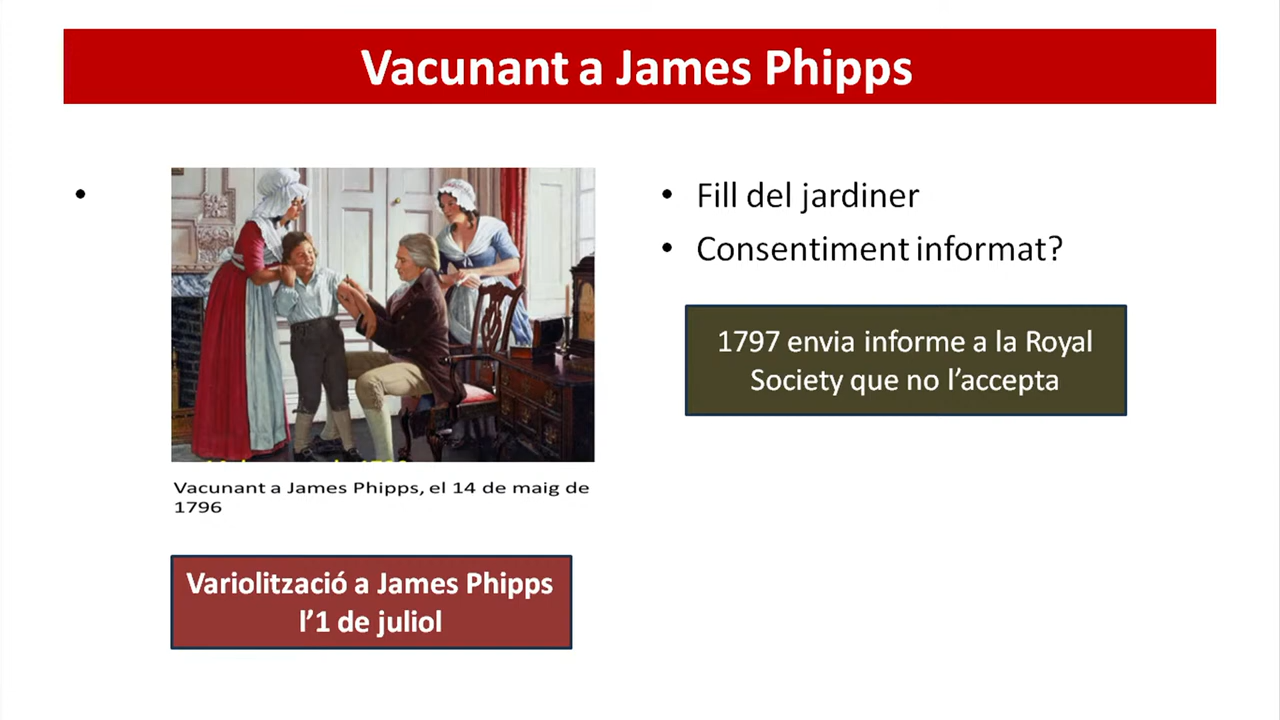 Vacunant a James Phipps
Vacunant a James Phipps, el 14 de maig de
1796
Variolització a James Phipps
l’1 de juliol
• Fill del jardiner
• Consentiment informat?
1797 envia informe a la Royal
Society que no l’accepta